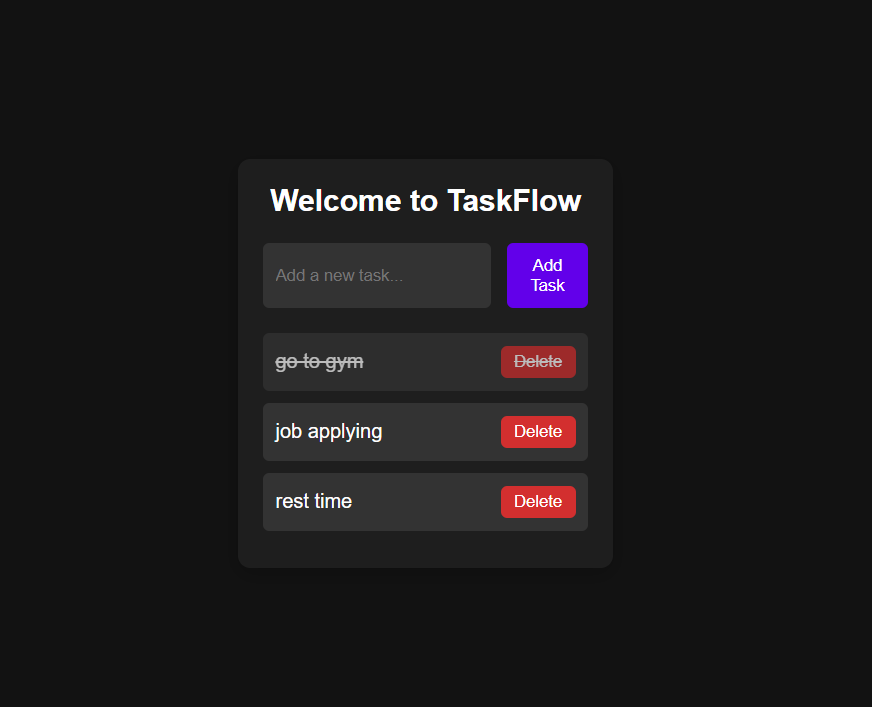 Welcome to TaskFlow
Add a new task...
Add
Task
go to gym
Delete
job applying
Delete
rest time
Delete